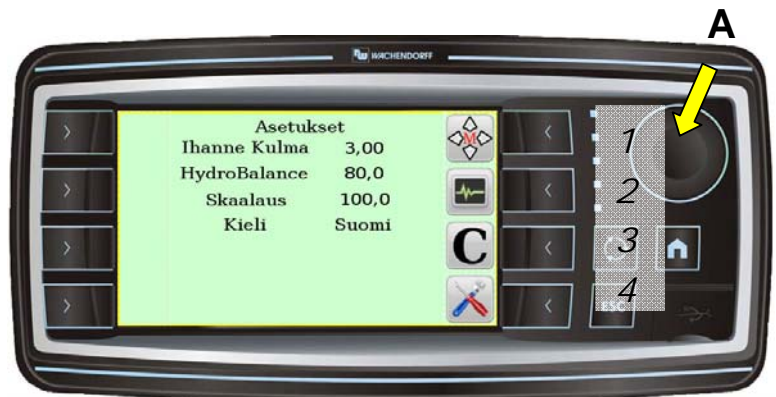 A
WACHENDORFF
Asetukset
Ihanne Kulma 3,00
HydroBalance 80,0
Skaalaus 100,0
Kieli Suomi
M
C
1
2
3
4
ESC